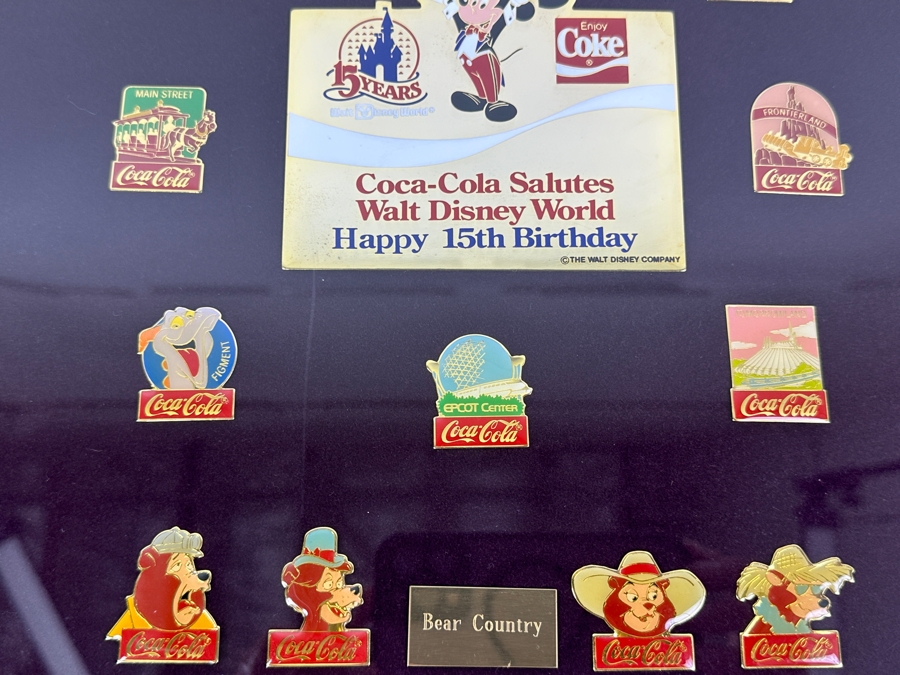 15 YEARS
Walt Disney World®
Enjoy
Coke
®
Coca-Cola Salutes
Walt Disney World
Happy 15th Birthday
©THE WALT DISNEY COMPANY
MAIN STREET
Coca-Cola
FRONTIERLAND
Coca-Cola
FIGMENT
Coca-Cola
EPCOT CENTER
Coca-Cola
Coca-Cola
Coca-Cola
Coca-Cola
Bear Country
Coca-Cola
Coca-Cola